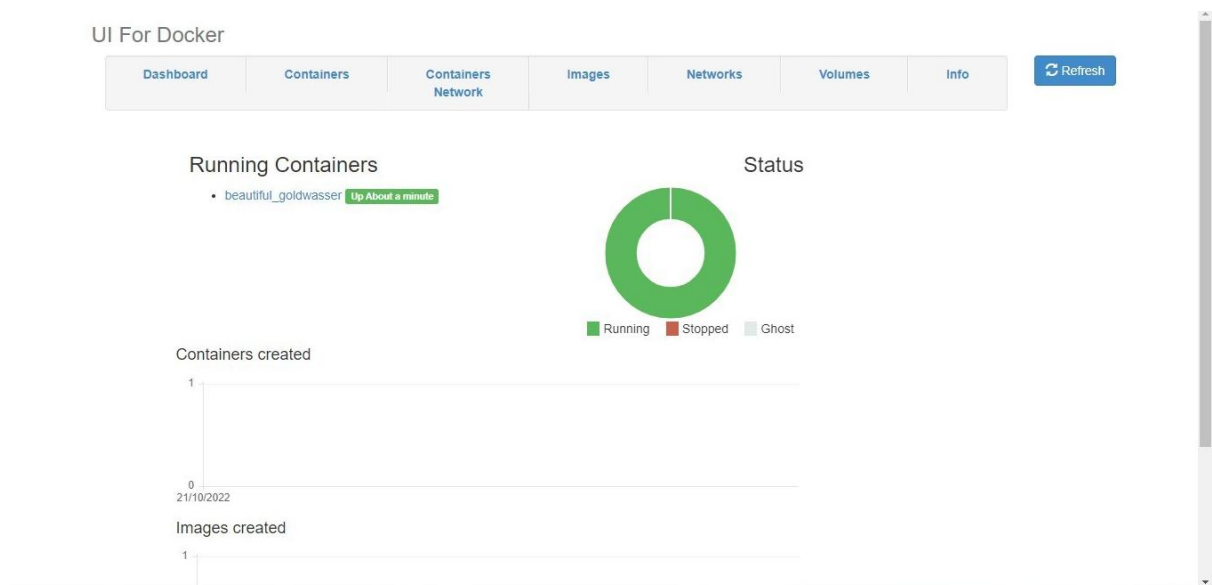 UI For Docker
Dashboard Containers Containers Network Images Networks Volumes Info Refresh
Running Containers
beautiful_goldwasser Up About a minute
Status
Running Stopped Ghost
Containers created
1
0
21/10/2022
Images created
1